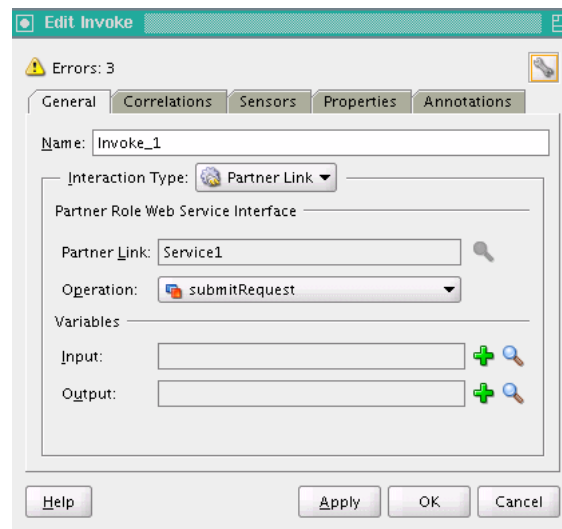 Edit Invoke
Errors: 3
General Correlations Sensors Properties Annotations
Name: Invoke_1
Interaction Type: Partner Link
Partner Role Web Service Interface
Partner Link: Service1
Operation: submitRequest
Variables
Input:
Output:
Help Apply OK Cancel